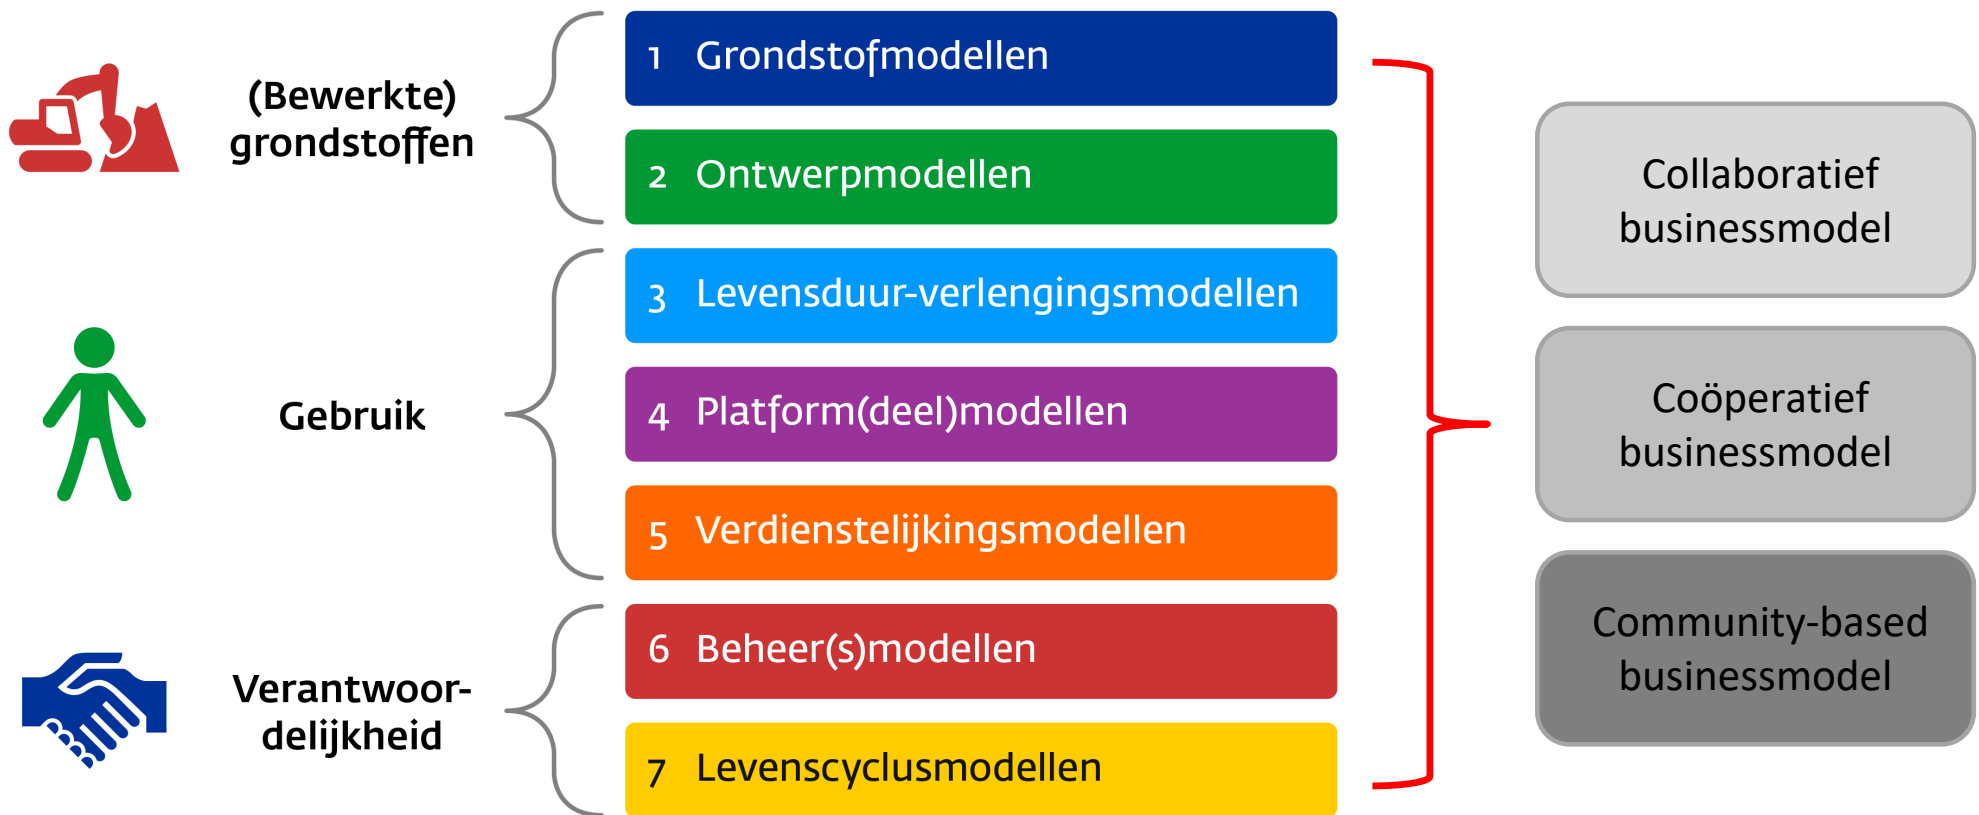 (Bewerkte)
grondstoffen
1 Grondstofmodellen
2 Ontwerpmodellen
Gebruik
3 Levensduur-verlengingsmodellen
4 Platform(deel)modellen
5 Verdienstelijkingsmodellen
Verantwoor-
delijkheid
6 Beheer(s)modellen
7 Levenscyclusmodellen
Collaboratief
businessmodel
Coöperatief
businessmodel
Community-based
businessmodel